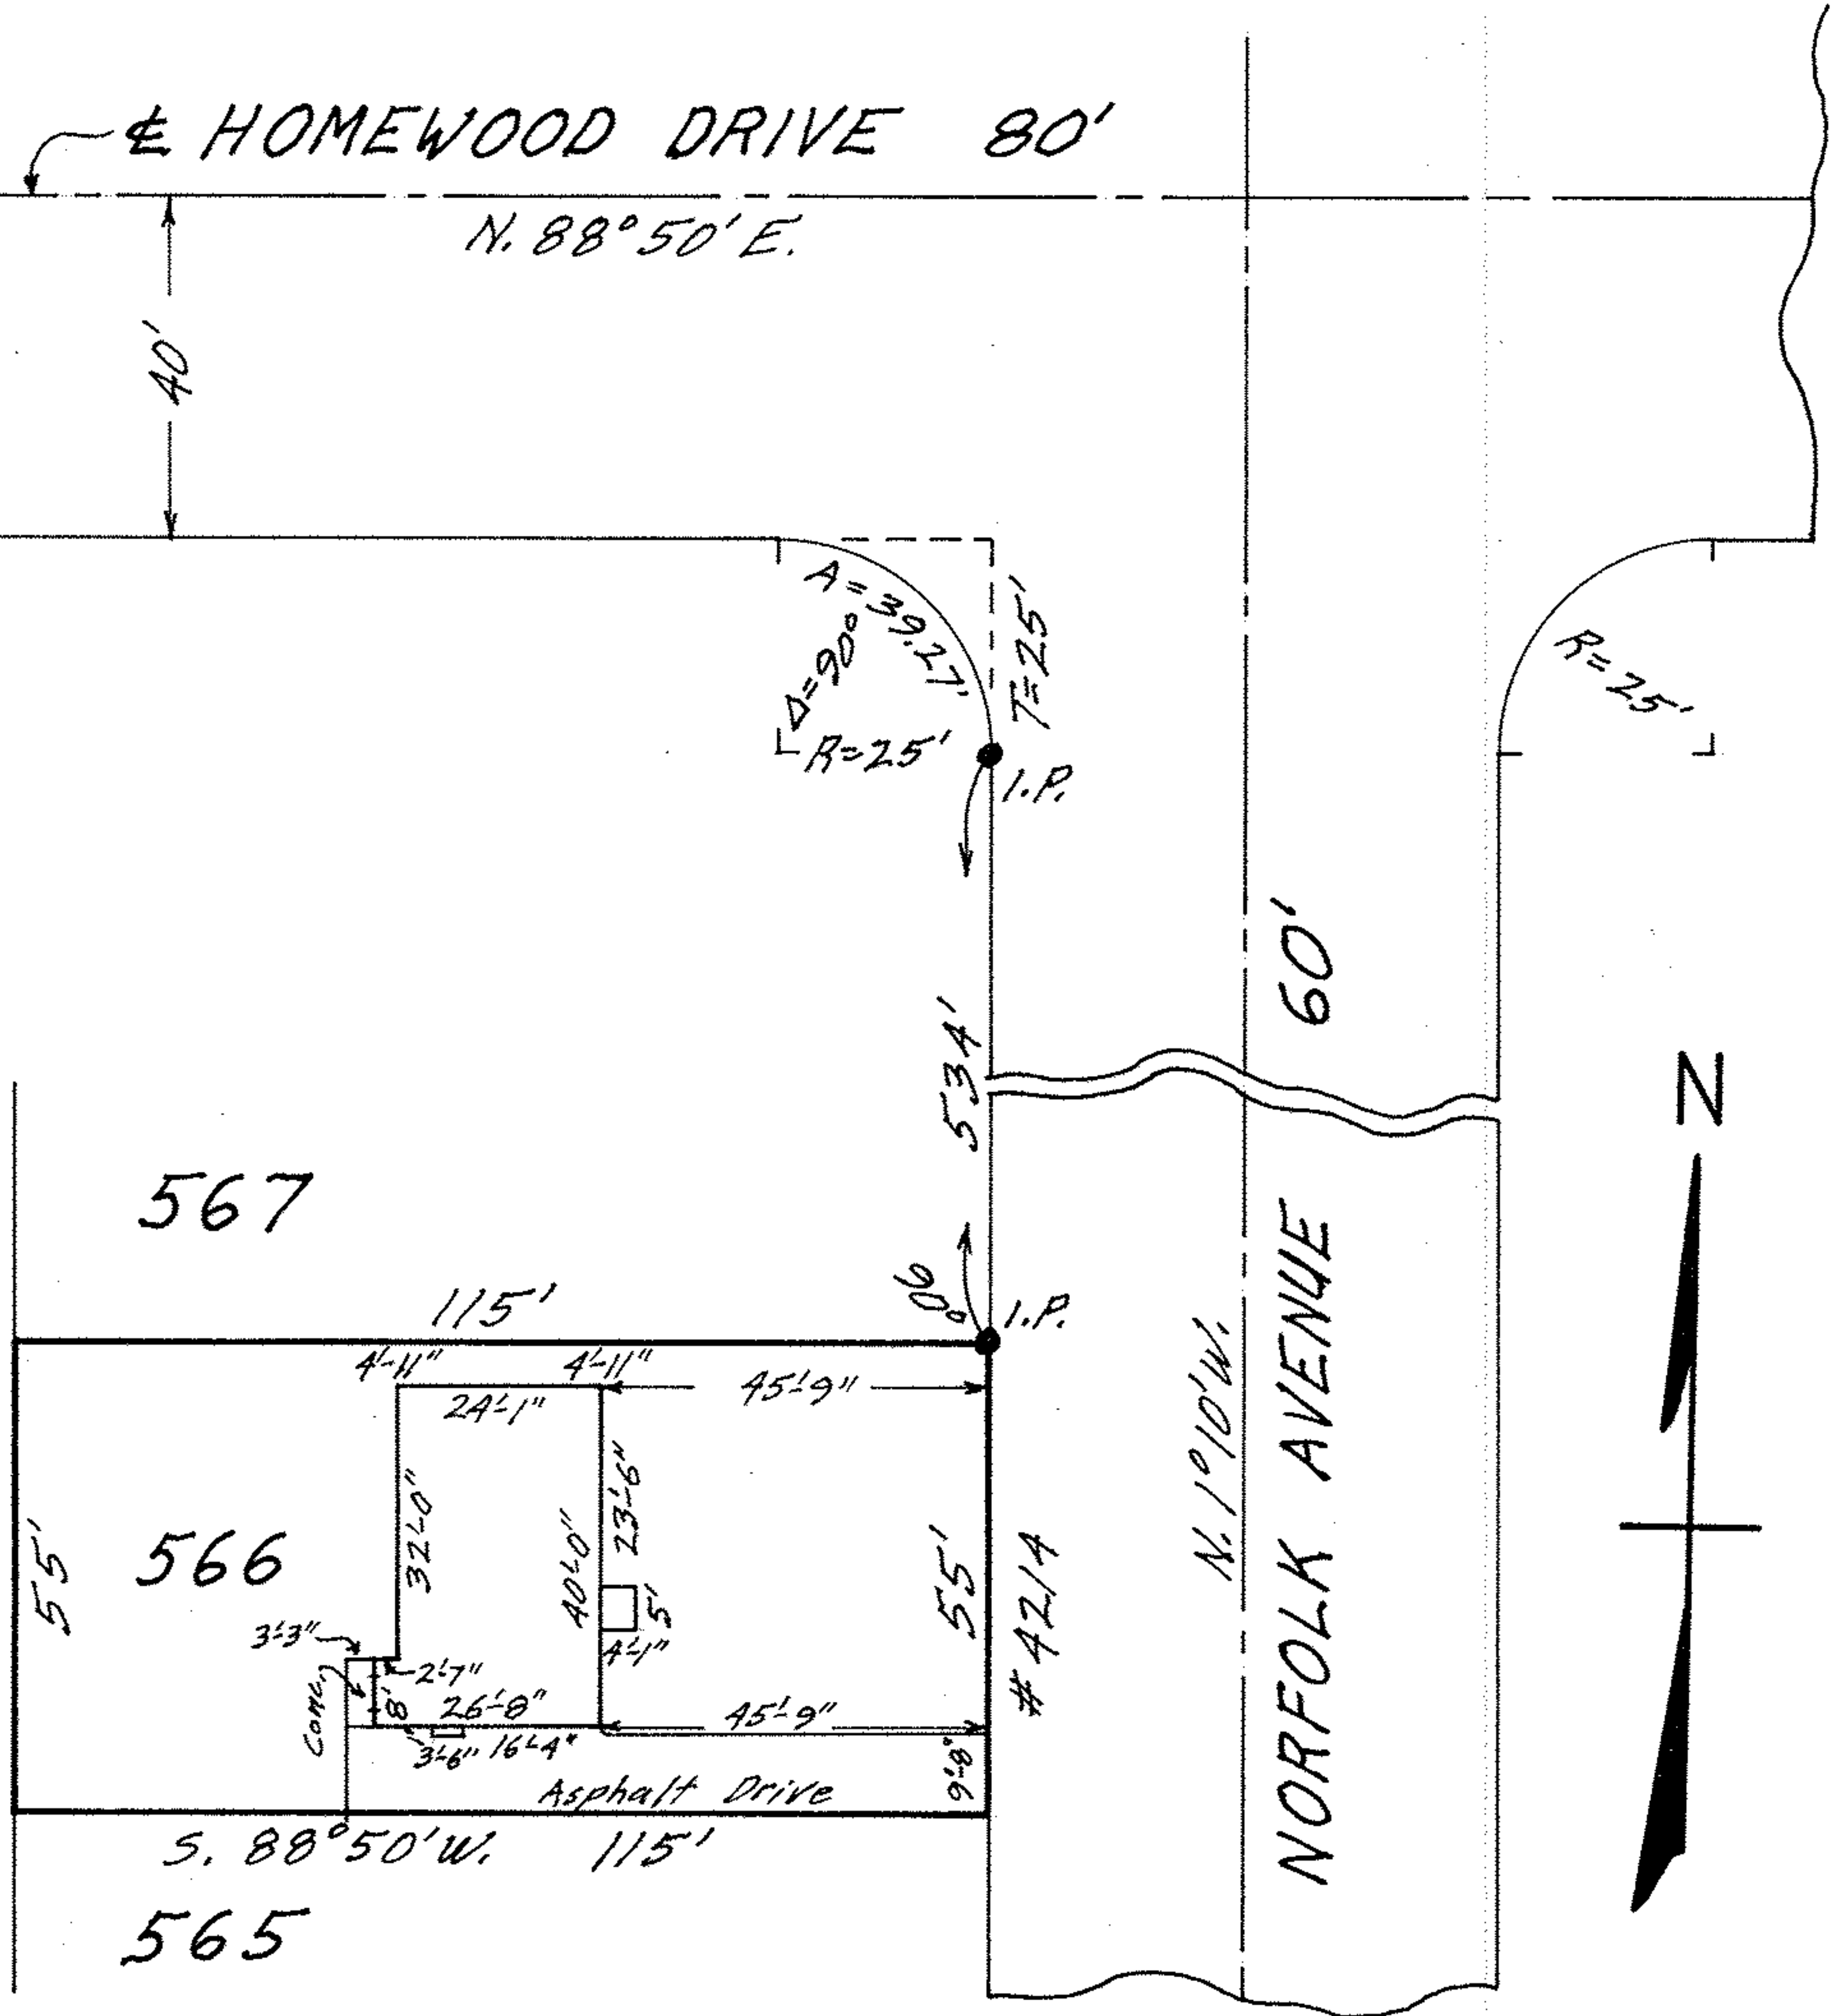 ℄ HOMEWOOD DRIVE 80'
N. 88°50' E.
40'
A = 39.27'
Δ=90°
R=25'
T=25'
I.P.
R=25'
534'
60'
N
567
115'
90°
I.P.
4'-11"
4'-11"
24'-1"
45'-9"
23'-6"
32'-0"
40'-0"
566
55'
55'
5'
4'-1"
3'-3"
2'-7"
Conc.
8'
26'-8"
45'-9"
1'
3'-6"
16'-4"
9'-8"
Asphalt Drive
# 4214
N. 1°10' W.
NORFOLK AVENUE
S. 88°50' W. 115'
565